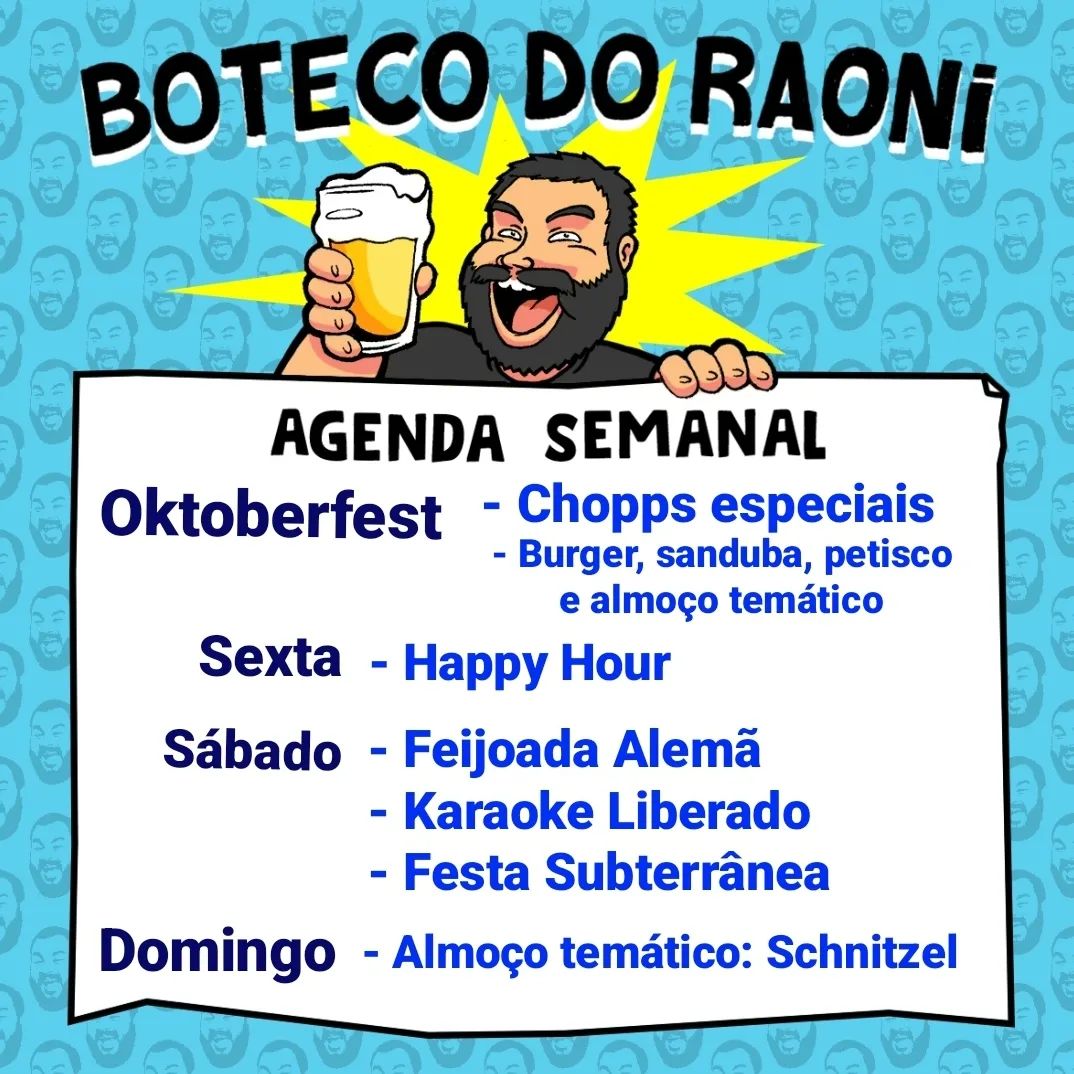 BOTECO DO RAONi
AGENDA SEMANAL
Oktoberfest - Chopps especiais
- Burger, sanduba, petisco
e almoço temático
Sexta - Happy Hour
Sábado - Feijoada Alemã
- Karaoke Liberado
- Festa Subterrânea
Domingo - Almoço temático: Schnitzel